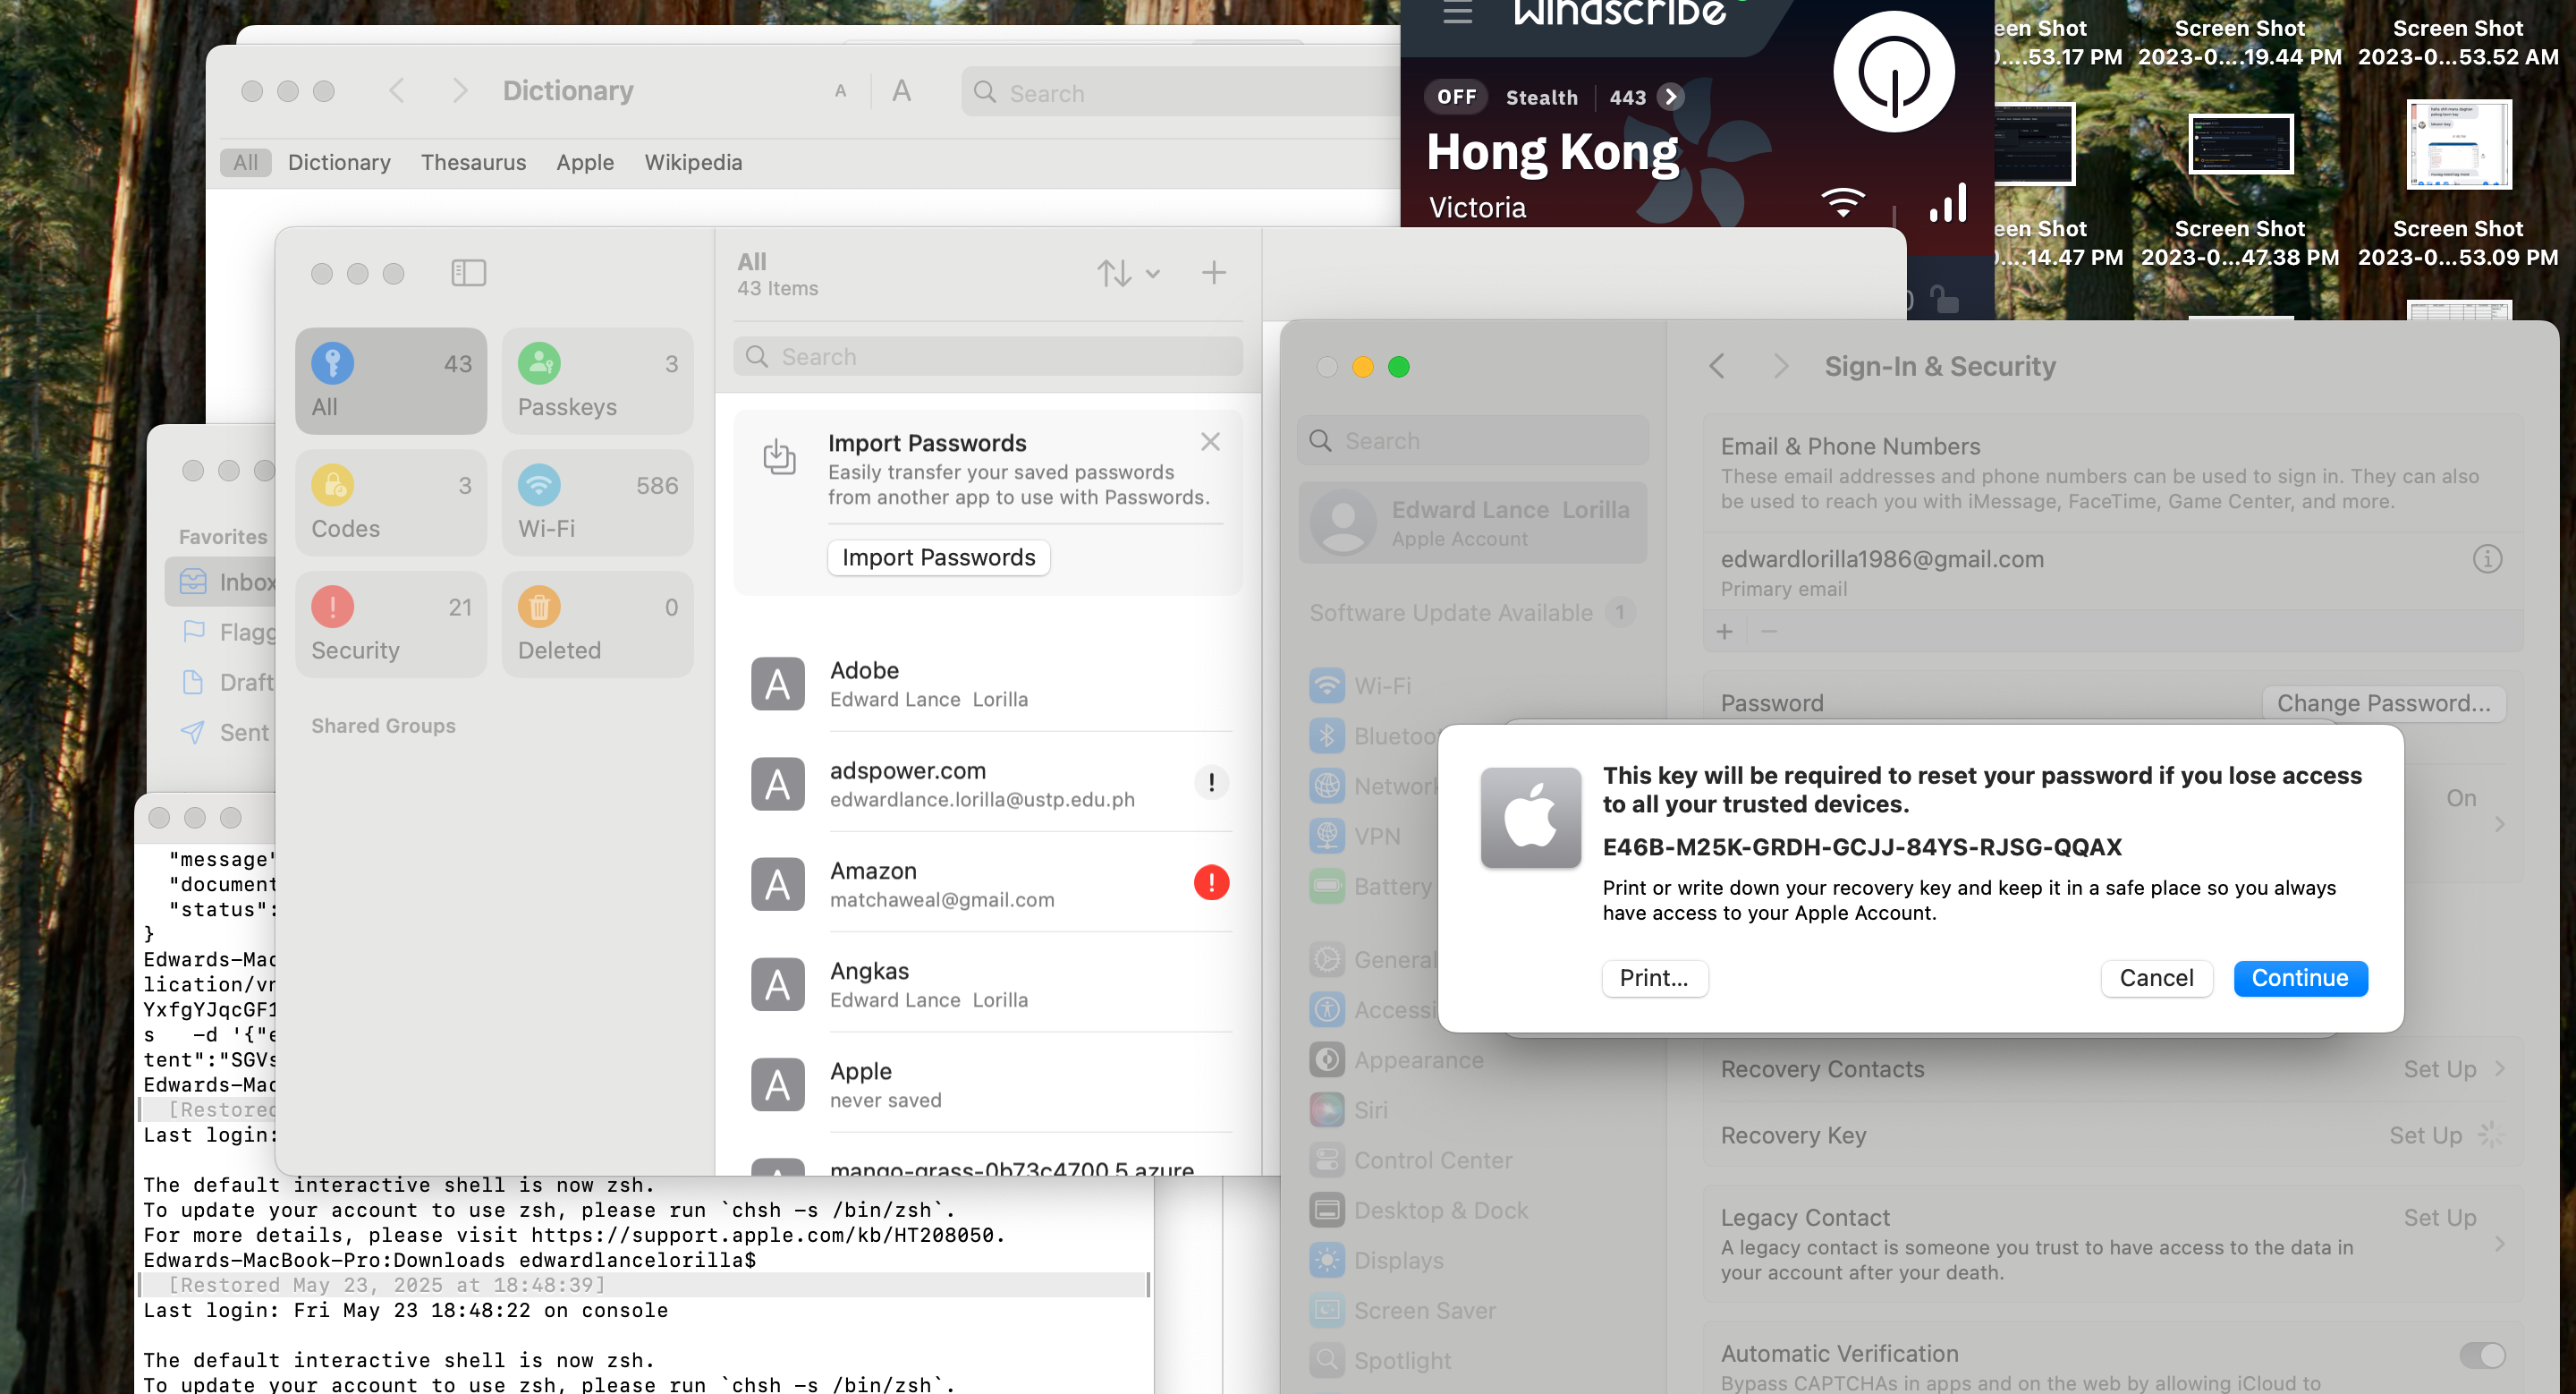 Dictionary
A
A
Search
All
Dictionary
Thesaurus
Apple
Wikipedia
Windscribe
OFF
Stealth
443
Hong Kong
Victoria
Screen Shot
2023-0....19.44 PM
Screen Shot
2023-0...53.52 AM
....53.17 PM
Screen Shot
2023-0...47.38 PM
Screen Shot
2023-0...53.09 PM
....14.47 PM
All
43 Items
Search
43
All
3
Passkeys
3
Codes
586
Wi-Fi
21
Security
0
Deleted
Shared Groups
Import Passwords
Easily transfer your saved passwords
from another app to use with Passwords.
Import Passwords
Adobe
Edward Lance Lorilla
adspower.com
edwardlance.lorilla@ustp.edu.ph
Amazon
matchaweal@gmail.com
Angkas
Edward Lance Lorilla
Apple
never saved
mango-grass-0b73c4700.5.azure
Favorites
Inbox
Flagg
Draft
Sent
"message"
"document
"status":
}
Edwards-Mac
lication/vn
YxfgYJqcGF1
s -d '{"e
tent":"SGVs
Edwards-Mac
[Restored
Last login:
The default interactive shell is now zsh.
To update your account to use zsh, please run `chsh -s /bin/zsh`.
For more details, please visit https://support.apple.com/kb/HT208050.
Edwards-MacBook-Pro:Downloads edwardlancelorilla$
[Restored May 23, 2025 at 18:48:39]
Last login: Fri May 23 18:48:22 on console
The default interactive shell is now zsh.
To update your account to use zsh, please run `chsh -s /bin/zsh`.
Search
Edward Lance Lorilla
Apple Account
Software Update Available 1
Wi-Fi
Bluetoo
Network
VPN
Battery
General
Accessi
Appearance
Siri
Control Center
Desktop & Dock
Displays
Screen Saver
Spotlight
Sign-In & Security
Email & Phone Numbers
These email addresses and phone numbers can be used to sign in. They can also
be used to reach you with iMessage, FaceTime, Game Center, and more.
edwardlorilla1986@gmail.com
Primary email
Password
Change Password...
On
This key will be required to reset your password if you lose access
to all your trusted devices.
E46B-M25K-GRDH-GCJJ-84YS-RJSG-QQAX
Print or write down your recovery key and keep it in a safe place so you always
have access to your Apple Account.
Print...
Cancel
Continue
Recovery Contacts
Set Up
Recovery Key
Set Up
Legacy Contact
Set Up
A legacy contact is someone you trust to have access to the data in
your account after your death.
Automatic Verification
Bypass CAPTCHAs in apps and on the web by allowing iCloud to